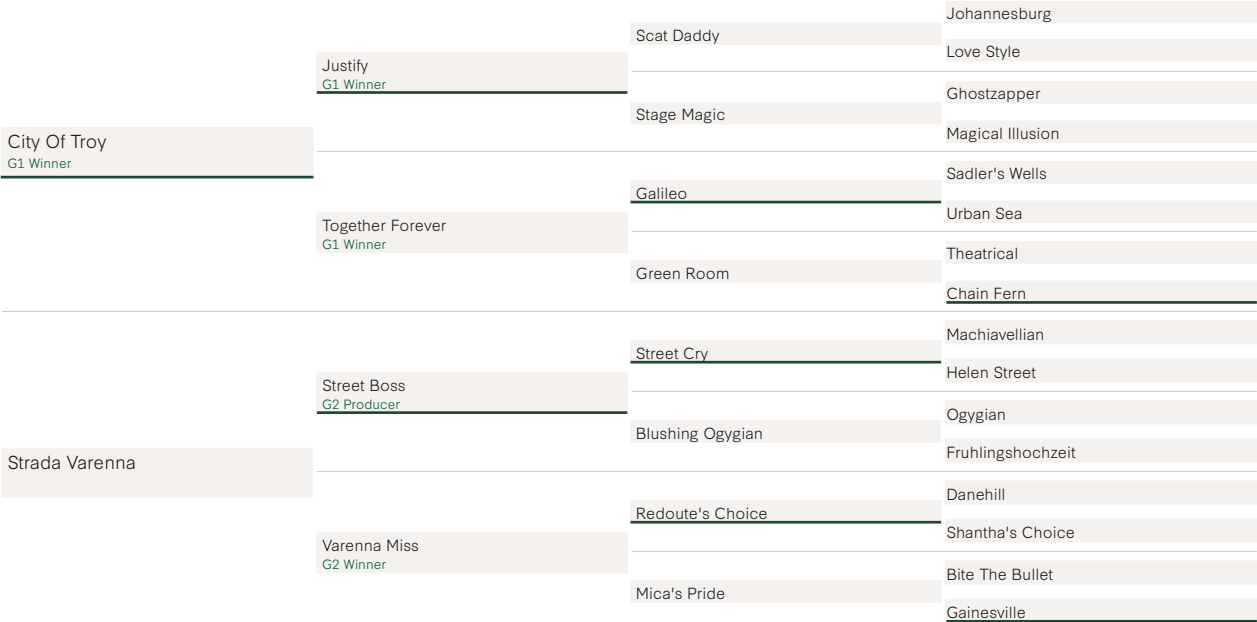 Johannesburg
Scat Daddy
Love Style
Justify
G1 Winner
Ghostzapper
Stage Magic
Magical Illusion
City Of Troy
G1 Winner
Sadler's Wells
Galileo
Urban Sea
Together Forever
G1 Winner
Theatrical
Green Room
Chain Fern
Machiavellian
Street Cry
Helen Street
Street Boss
G2 Producer
Ogygian
Blushing Ogygian
Fruhlingshochzeit
Strada Varenna
Danehill
Redoute's Choice
Shantha's Choice
Varenna Miss
G2 Winner
Bite The Bullet
Mica's Pride
Gainesville